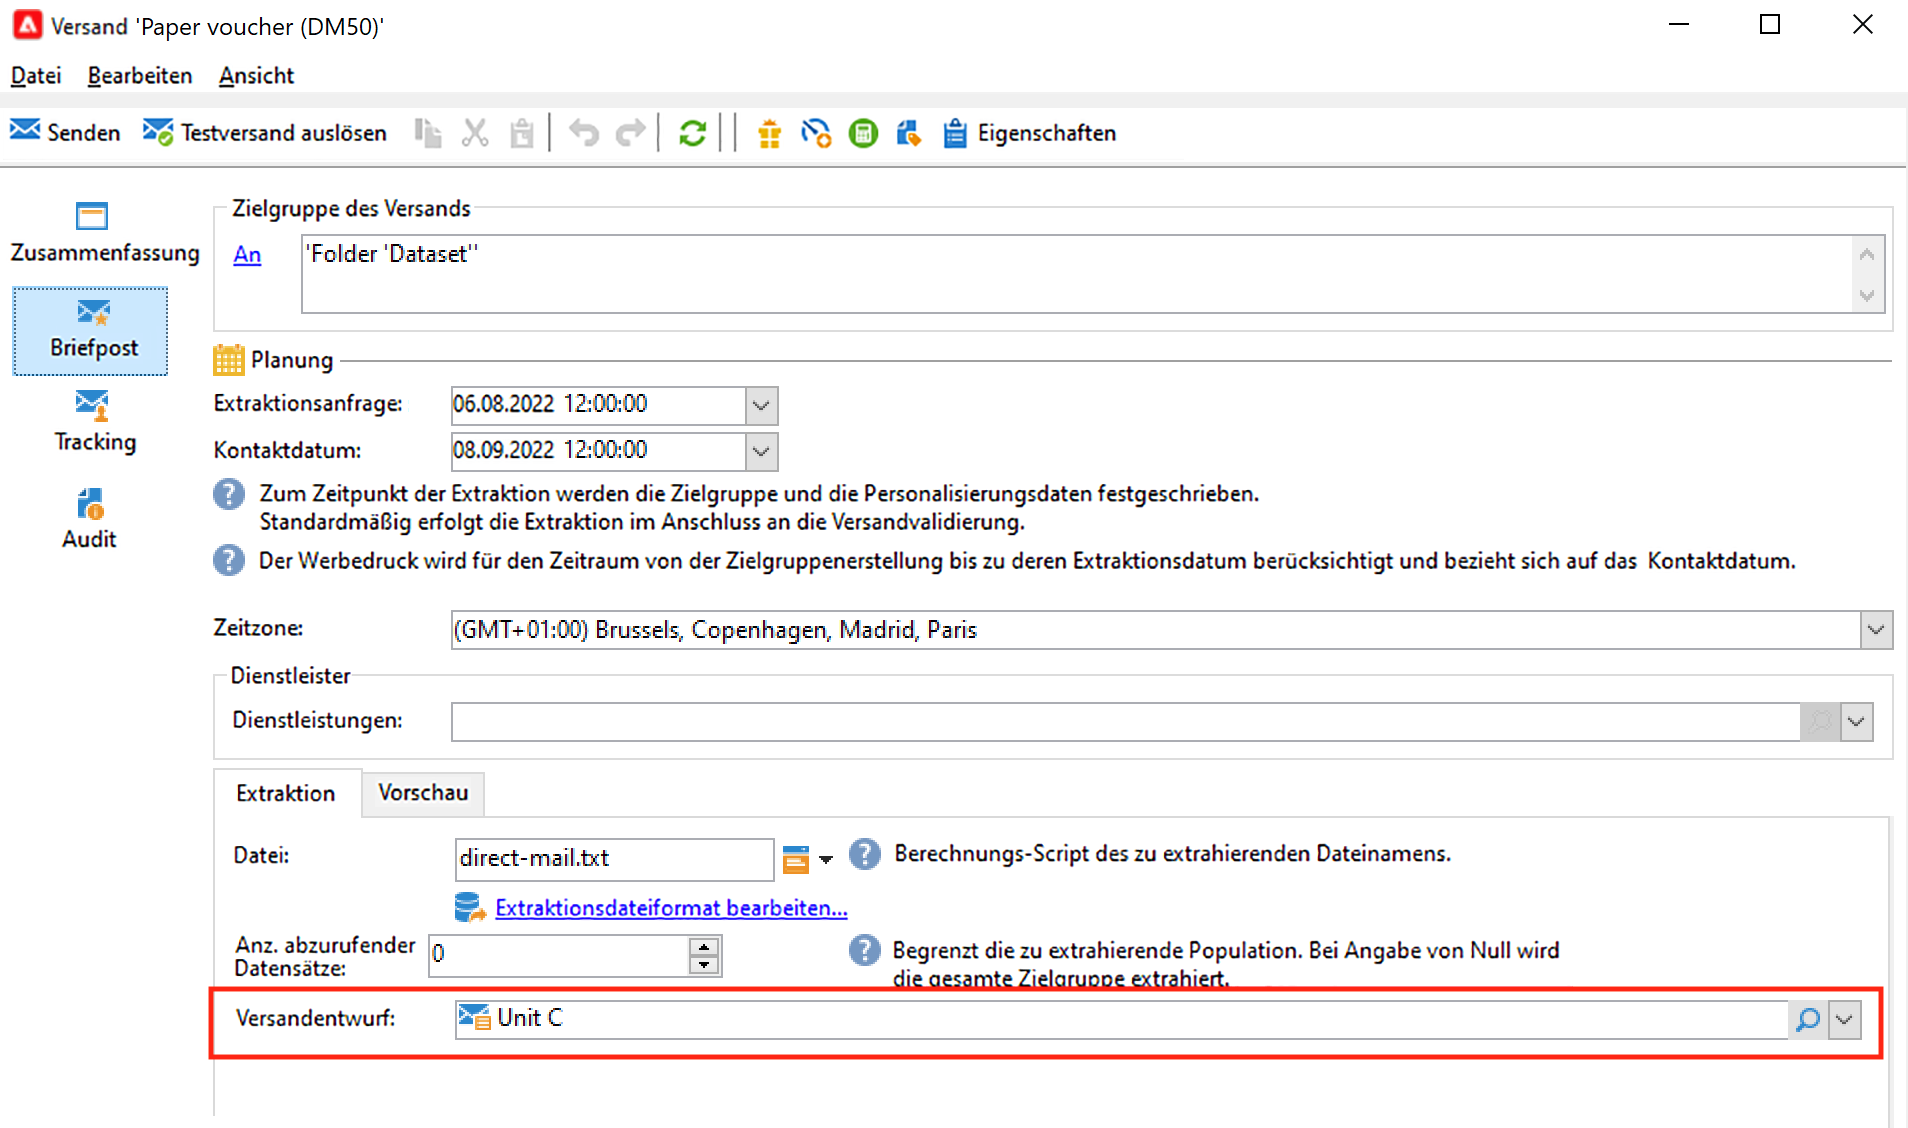 Versand 'Paper voucher (DM50)'
Datei Bearbeiten Ansicht
Senden Testversand auslösen Eigenschaften
Zusammenfassung
Briefpost
Tracking
Audit
Zielgruppe des Versands
An 'Folder 'Dataset''
Planung
Extraktionsanfrage: 06.08.2022 12:00:00
Kontaktdatum: 08.09.2022 12:00:00
Zum Zeitpunkt der Extraktion werden die Zielgruppe und die Personalisierungsdaten festgeschrieben.
Standardmäßig erfolgt die Extraktion im Anschluss an die Versandvalidierung.
Der Werbedruck wird für den Zeitraum von der Zielgruppenerstellung bis zu deren Extraktionsdatum berücksichtigt und bezieht sich auf das Kontaktdatum.
Zeitzone: (GMT+01:00) Brussels, Copenhagen, Madrid, Paris
Dienstleister
Dienstleistungen:
Extraktion Vorschau
Datei: direct-mail.txt Berechnungs-Script des zu extrahierenden Dateinamens.
Extraktionsdateiformat bearbeiten...
Anz. abzurufender
Datensätze: 0
Begrenzt die zu extrahierende Population. Bei Angabe von Null wird
die gesamte Zielgruppe extrahiert.
Versandentwurf: Unit C